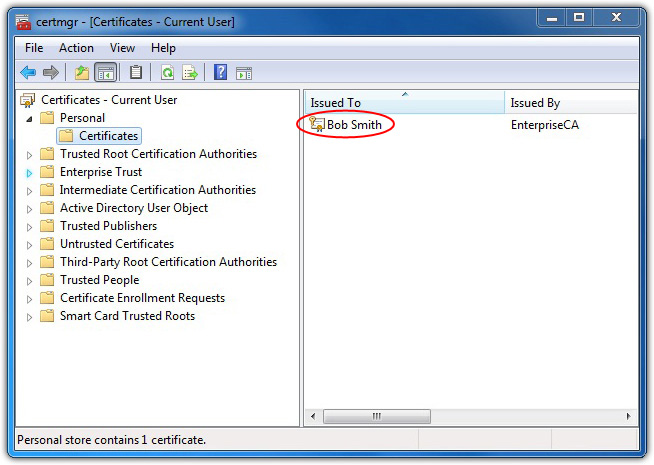 certmgr - [Certificates - Current User]
File Action View Help
Certificates - Current User
Personal
Certificates
Trusted Root Certification Authorities
Enterprise Trust
Intermediate Certification Authorities
Active Directory User Object
Trusted Publishers
Untrusted Certificates
Third-Party Root Certification Authorities
Trusted People
Certificate Enrollment Requests
Smart Card Trusted Roots
Issued To Issued By
Bob Smith EnterpriseCA
Personal store contains 1 certificate.